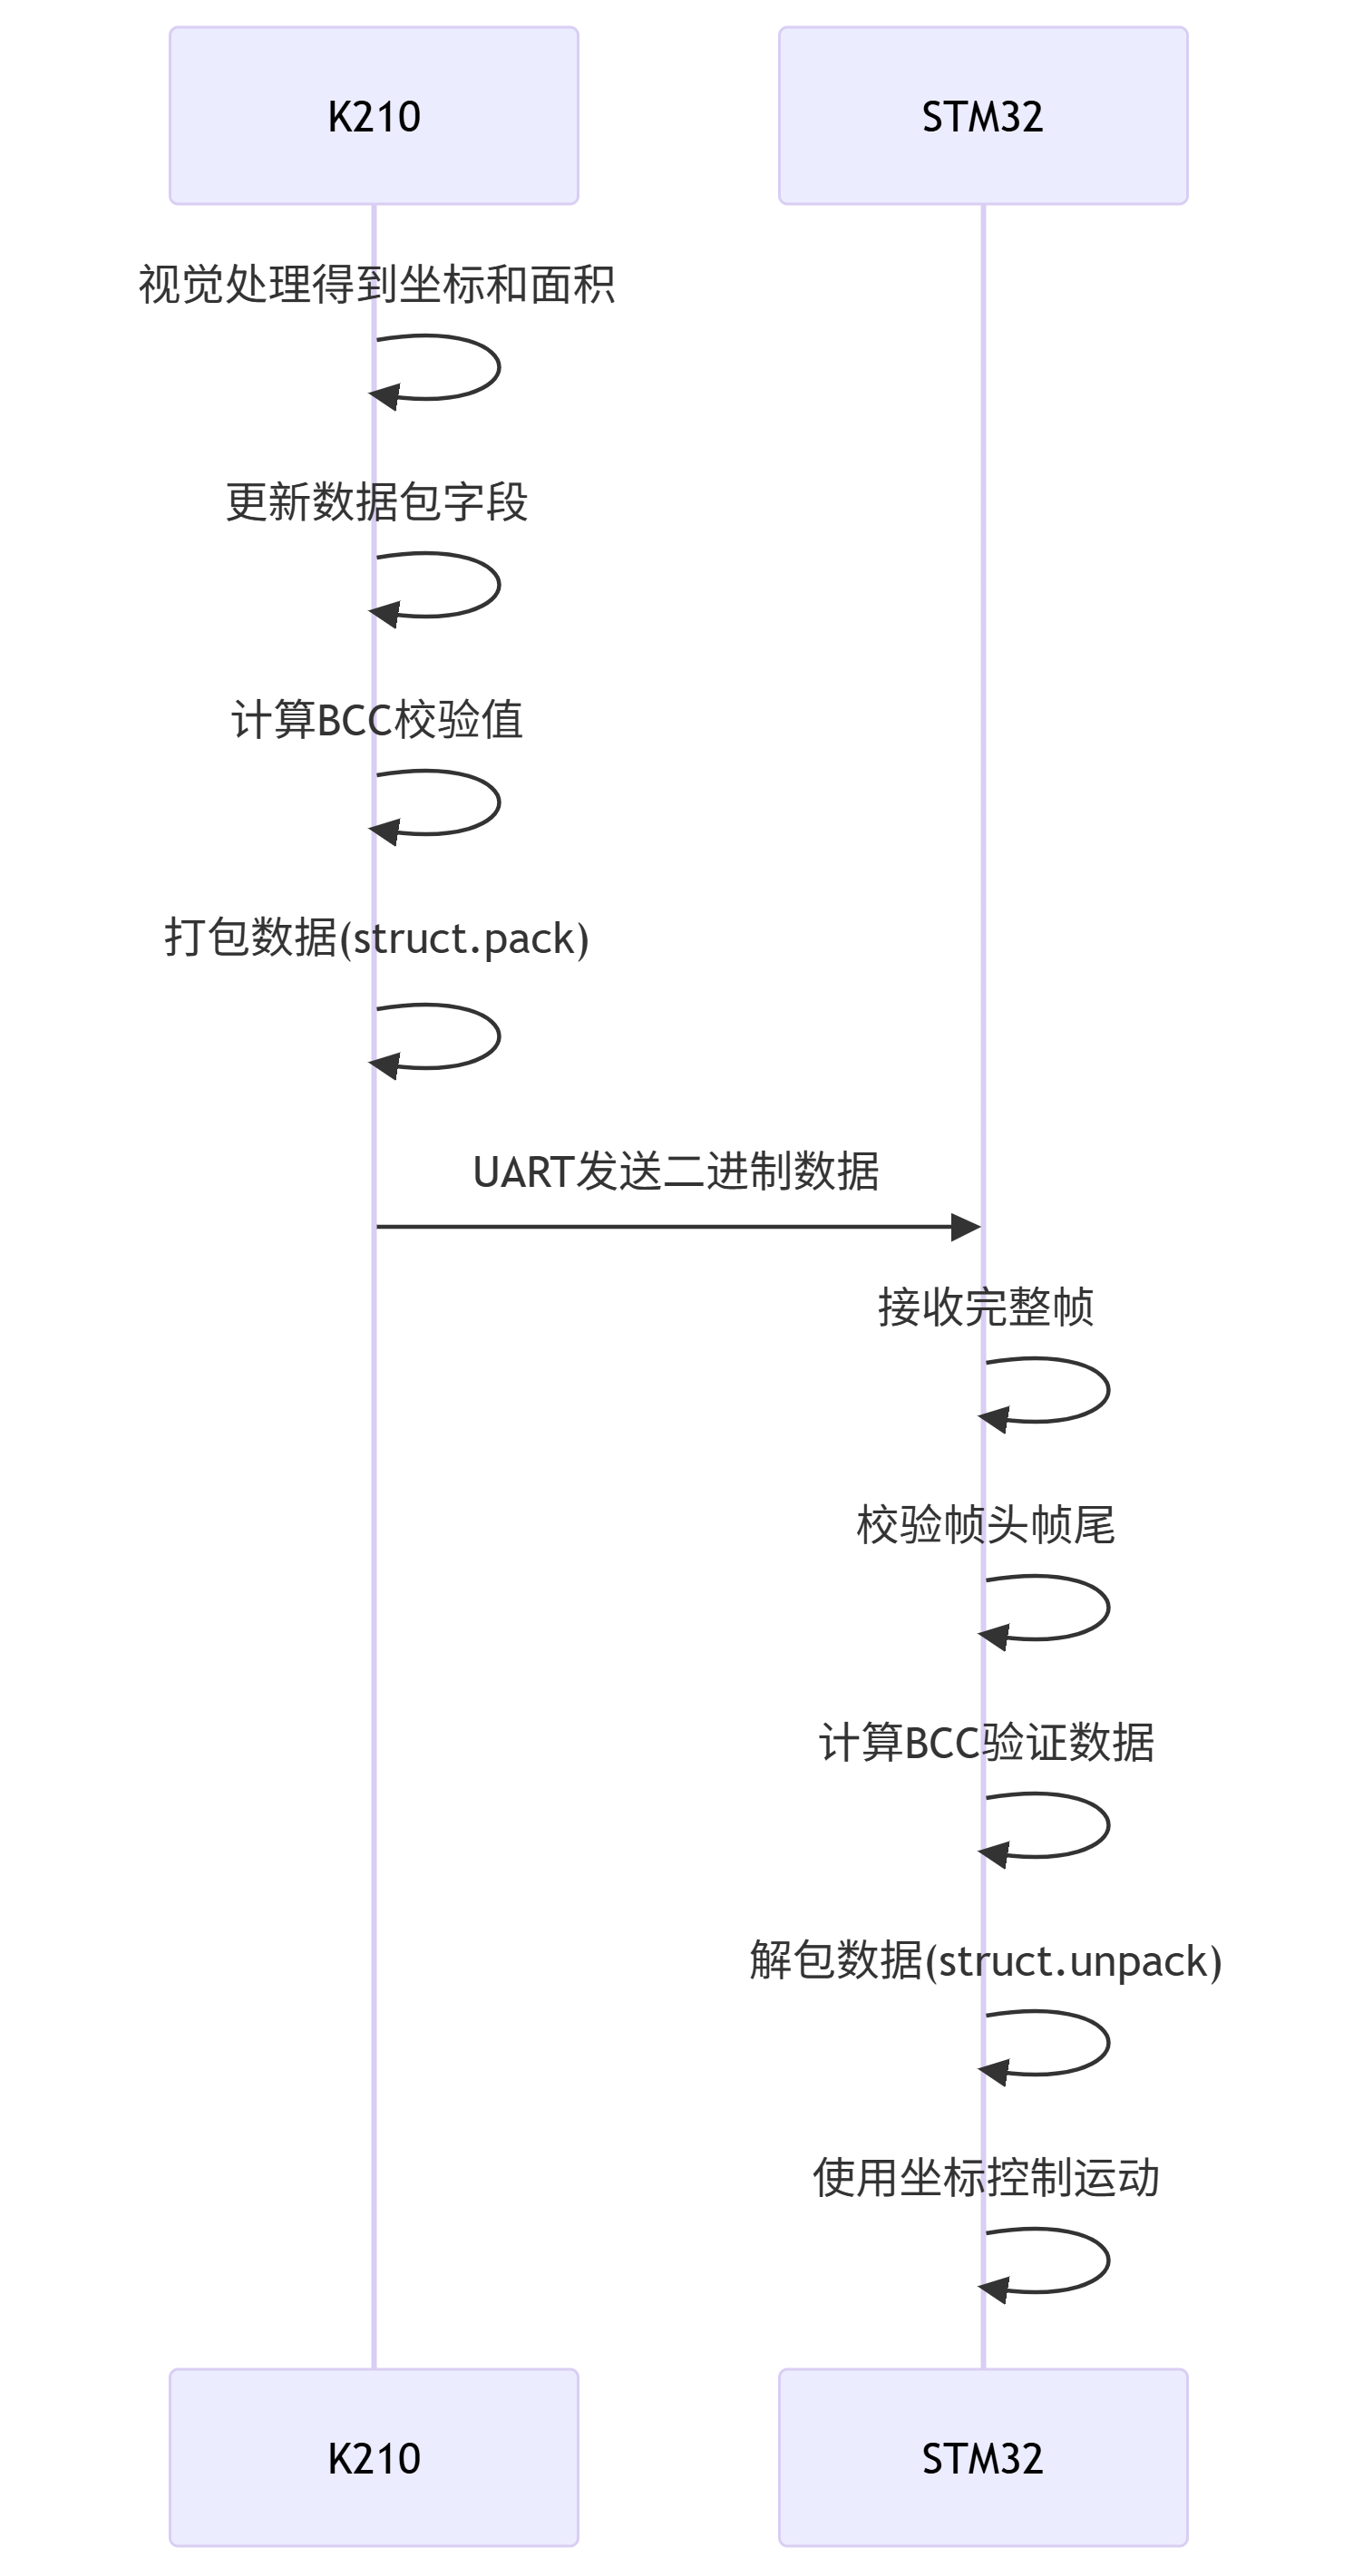 K210
STM32
视觉处理得到坐标和面积
更新数据包字段
计算BCC校验值
打包数据(struct.pack)
UART发送二进制数据
接收完整帧
校验帧头帧尾
计算BCC验证数据
解包数据(struct.unpack)
使用坐标控制运动
K210
STM32